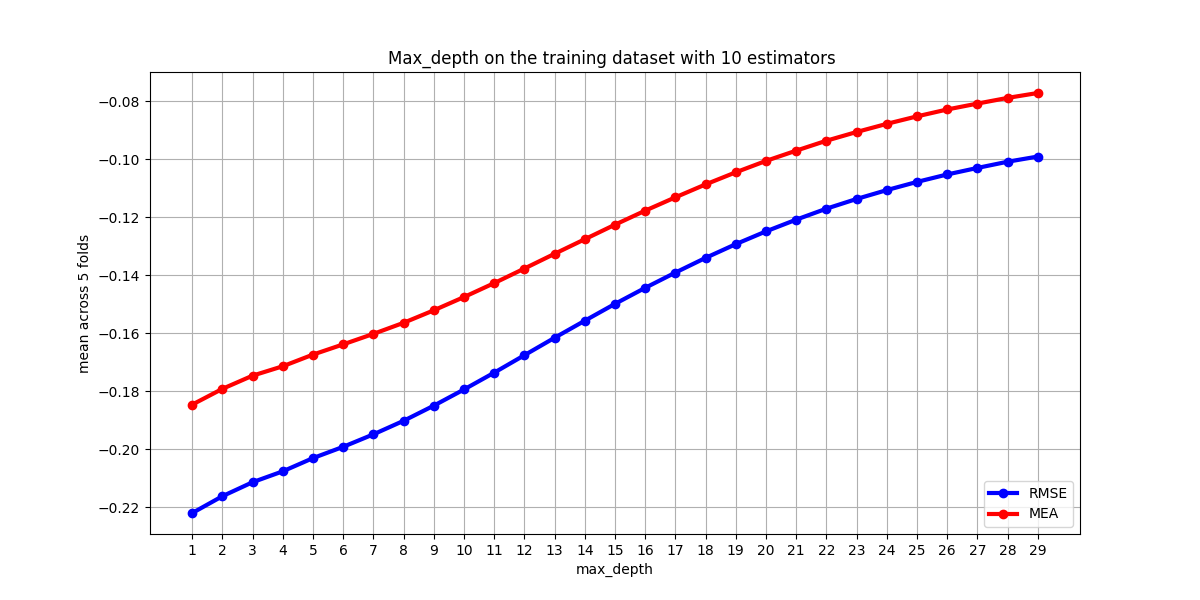 Max_depth on the training dataset with 10 estimators
mean across 5 folds
−0.08
−0.10
−0.12
−0.14
−0.16
−0.18
−0.20
−0.22
RMSE
MEA
1 2 3 4 5 6 7 8 9 10 11 12 13 14 15 16 17 18 19 20 21 22 23 24 25 26 27 28 29
max_depth